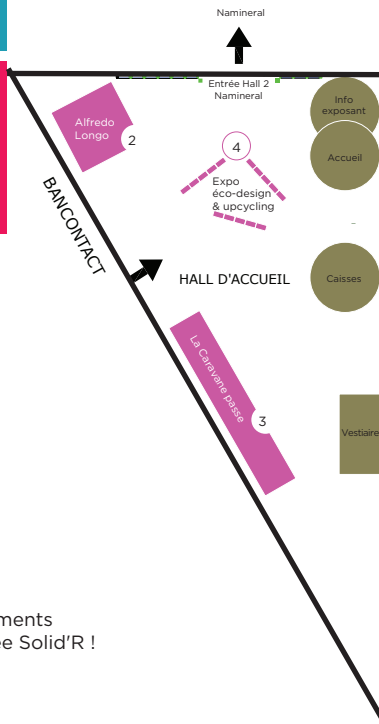 Namineral
Entrée Hall 2
Namineral
Info
exposant
Alfredo
Longo
2
4
Accueil
Expo
éco-design
& upcycling
BANCONTACT
HALL D'ACCUEIL
Caisses
La Caravane passe
3
Vestiaire
ments
e Solid'R !